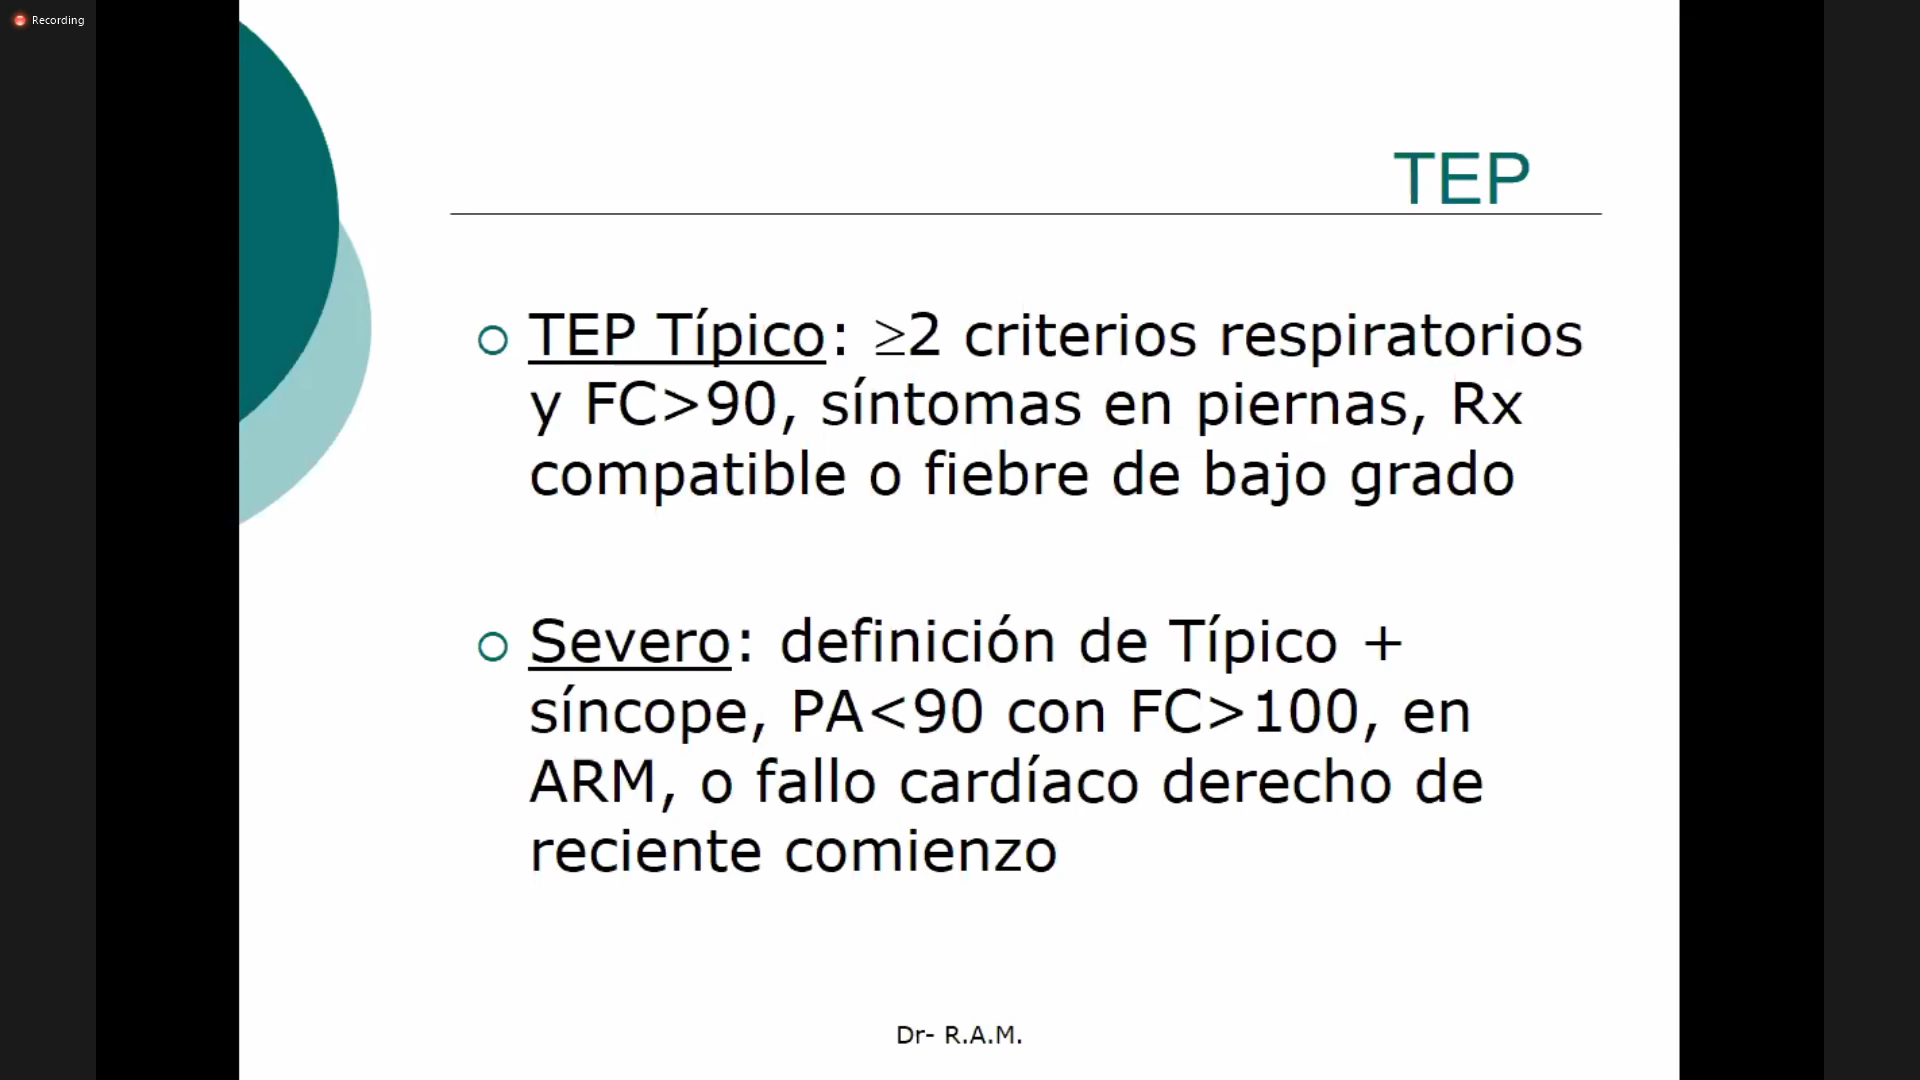 Recording
TEP
TEP Típico: ≥2 criterios respiratorios
y FC>90, síntomas en piernas, Rx
compatible o fiebre de bajo grado
Severo: definición de Típico +
síncope, PA<90 con FC>100, en
ARM, o fallo cardíaco derecho de
reciente comienzo
Dr- R.A.M.